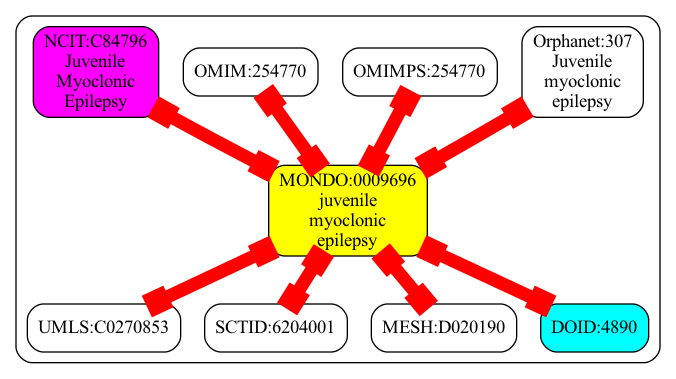 NCIT:C84796
Juvenile
Myoclonic
Epilepsy
OMIM:254770
OMIMPS:254770
Orphanet:307
Juvenile
myoclonic
epilepsy
MONDO:0009696
juvenile
myoclonic
epilepsy
UMLS:C0270853
SCTID:6204001
MESH:D020190
DOID:4890